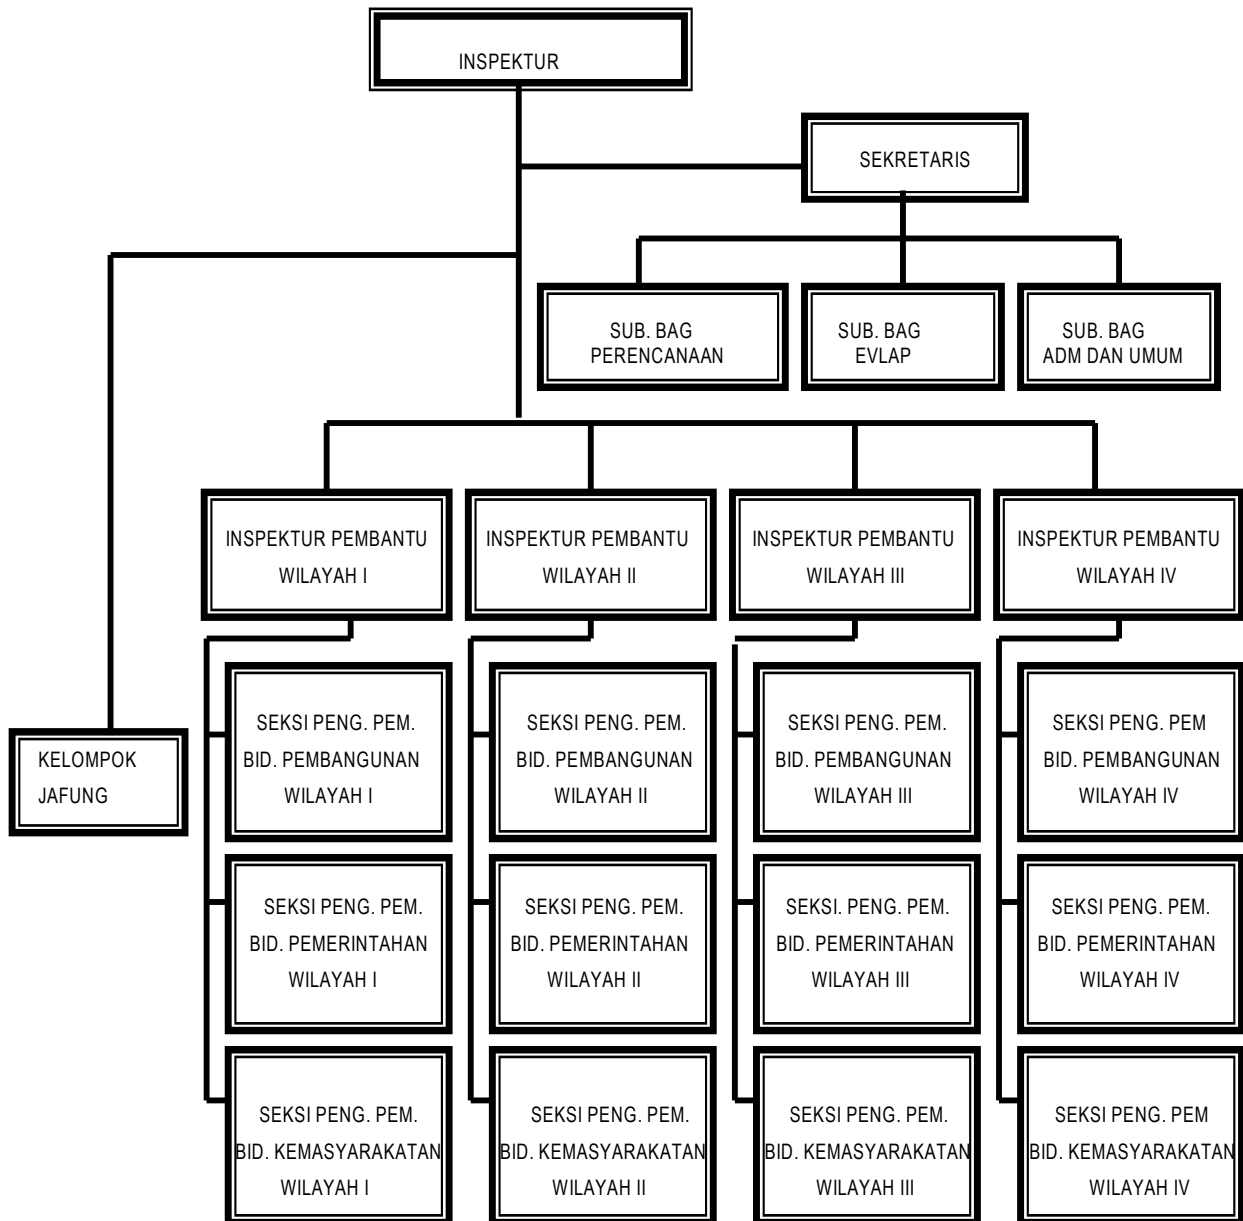 INSPEKTUR
SEKRETARIS
SUB. BAG
PERENCANAAN
SUB. BAG
EVLAP
SUB. BAG
ADM DAN UMUM
INSPEKTUR PEMBANTU
WILAYAH I
INSPEKTUR PEMBANTU
WILAYAH II
INSPEKTUR PEMBANTU
WILAYAH III
INSPEKTUR PEMBANTU
WILAYAH IV
KELOMPOK
JAFUNG
SEKSI PENG. PEM.
BID. PEMBANGUNAN
WILAYAH I
SEKSI PENG. PEM.
BID. PEMBANGUNAN
WILAYAH II
SEKSI PENG. PEM.
BID. PEMBANGUNAN
WILAYAH III
SEKSI PENG. PEM
BID. PEMBANGUNAN
WILAYAH IV
SEKSI PENG. PEM.
BID. PEMERINTAHAN
WILAYAH I
SEKSI PENG. PEM.
BID. PEMERINTAHAN
WILAYAH II
SEKSI. PENG. PEM.
BID. PEMERINTAHAN
WILAYAH III
SEKSI PENG. PEM.
BID. PEMERINTAHAN
WILAYAH IV
SEKSI PENG. PEM.
BID. KEMASYARAKATAN
WILAYAH I
SEKSI PENG. PEM.
BID. KEMASYARAKATAN
WILAYAH II
SEKSI PENG. PEM.
BID. KEMASYARAKATAN
WILAYAH III
SEKSI PENG. PEM
BID. KEMASYARAKATAN
WILAYAH IV